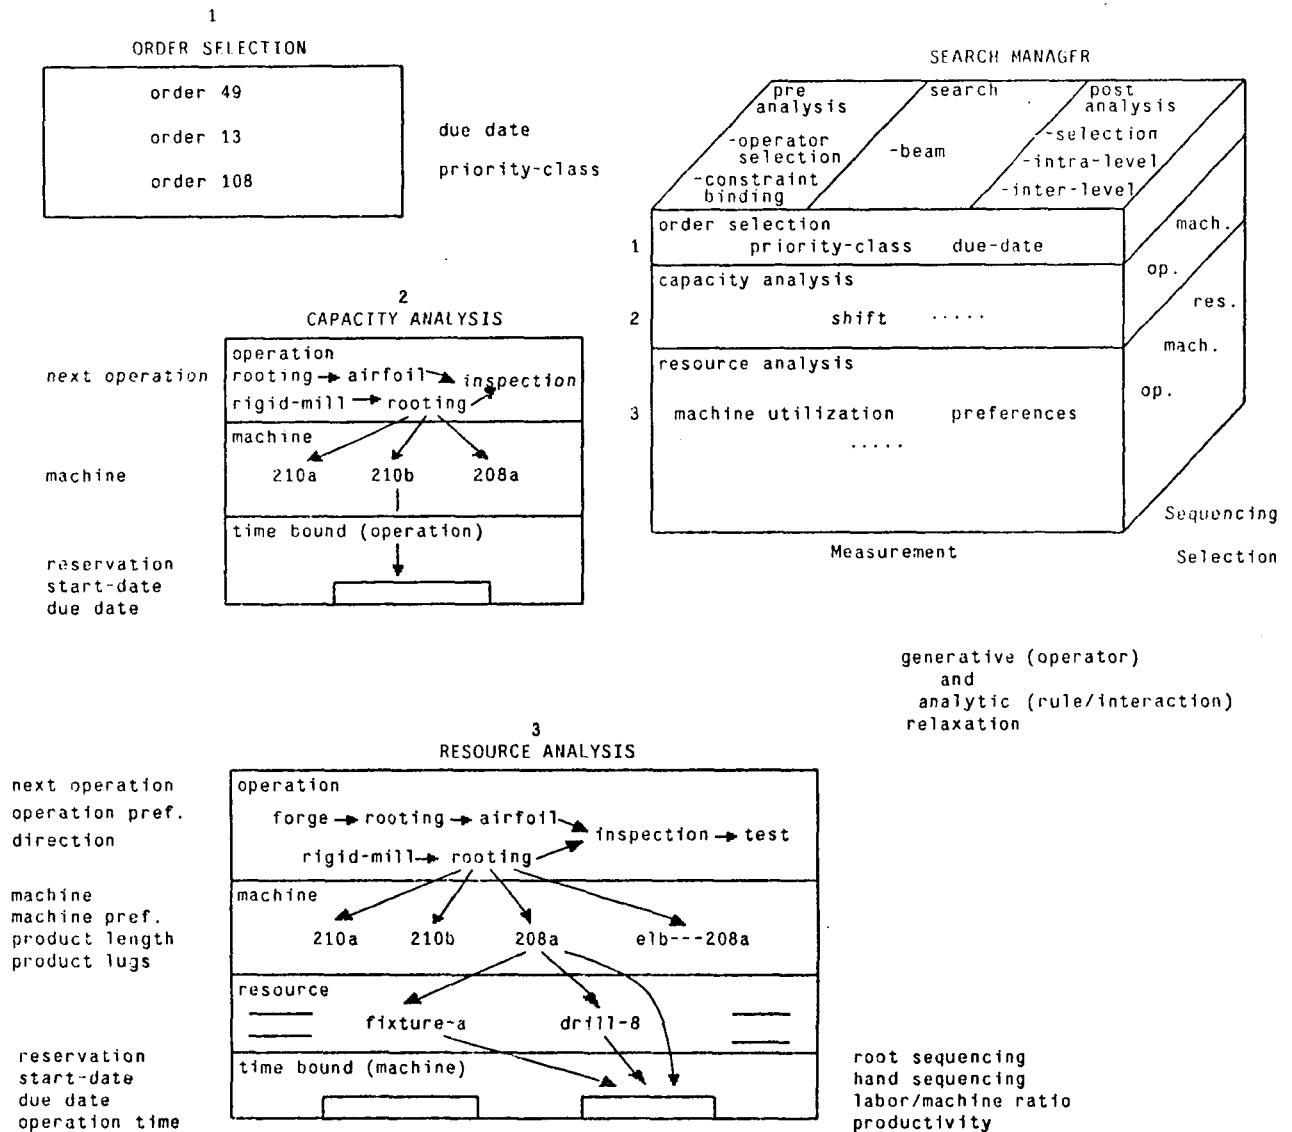 1
ORDER SELECTION
order 49
order 13
order 108
due date
priority-class
SEARCH MANAGER
pre
analysis
-operator
selection
-constraint
binding
search
-beam
post
analysis
-selection
-intra-level
-inter-level
1
order selection
priority-class due-date
2
capacity analysis
shift .....
3
resource analysis
machine utilization preferences
.....
mach.
op.
res.
mach.
op.
Measurement
Sequencing
Selection
2
CAPACITY ANALYSIS
next operation
operation
rooting airfoil inspection
rigid-mill rooting
machine
machine
210a 210b 208a
time bound (operation)
reservation
start-date
due date
generative (operator)
and
analytic (rule/interaction)
relaxation
3
RESOURCE ANALYSIS
next operation
operation pref.
direction
operation
forge rooting airfoil
inspection test
rigid-mill rooting
machine
machine pref.
product length
product lugs
machine
210a 210b 208a elb---208a
resource
fixture-a drill-8
reservation
start-date
due date
operation time
time bound (machine)
root sequencing
hand sequencing
labor/machine ratio
productivity